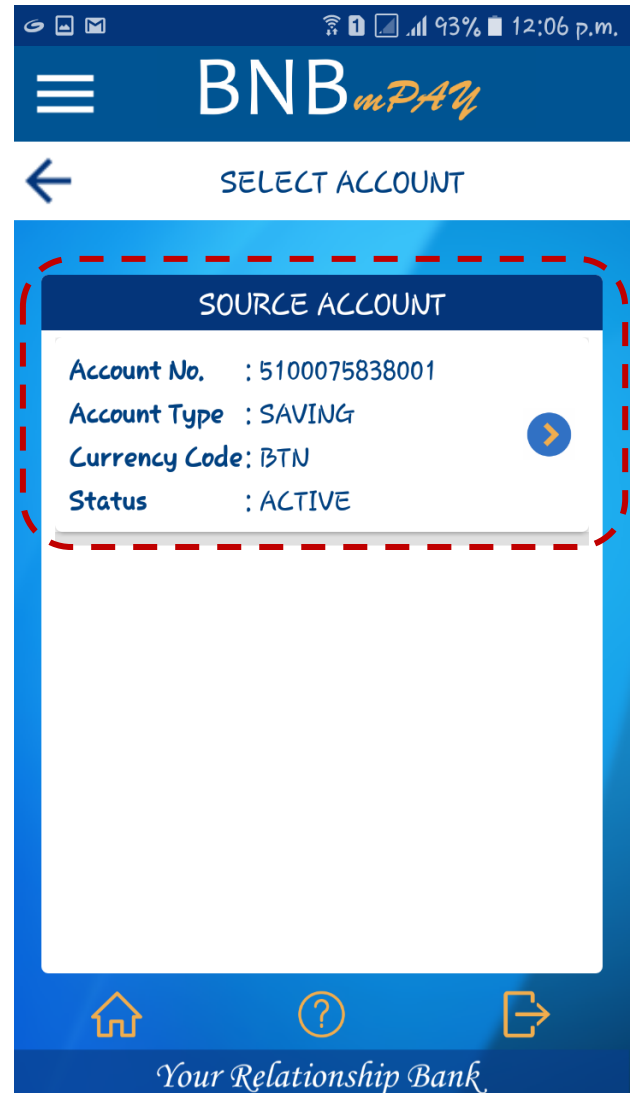 1 93% 12:06 p.m.
BNB mPAY
SELECT ACCOUNT
SOURCE ACCOUNT
Account No. : 5100075838001
Account Type : SAVING
Currency Code: BTN
Status : ACTIVE
?
Your Relationship Bank